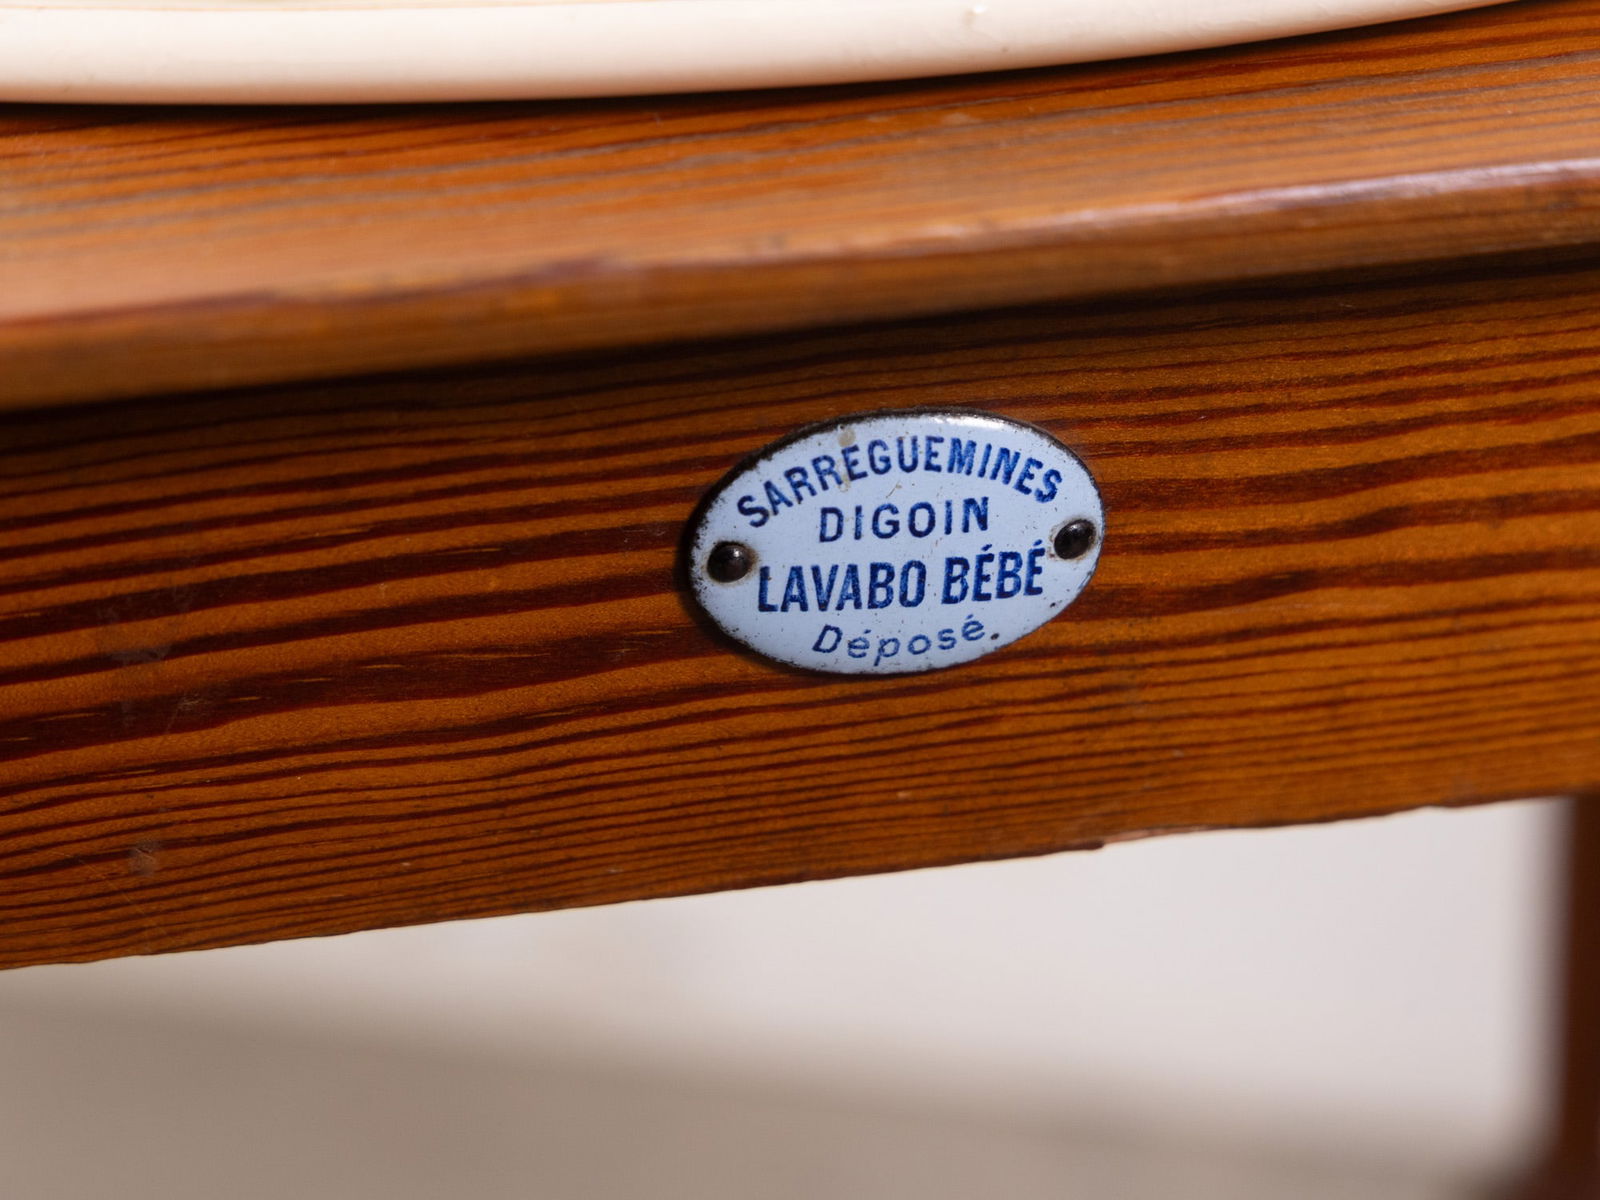 SARREGUEMINES
DIGOIN
LAVABO BÉBÉ
Déposé.